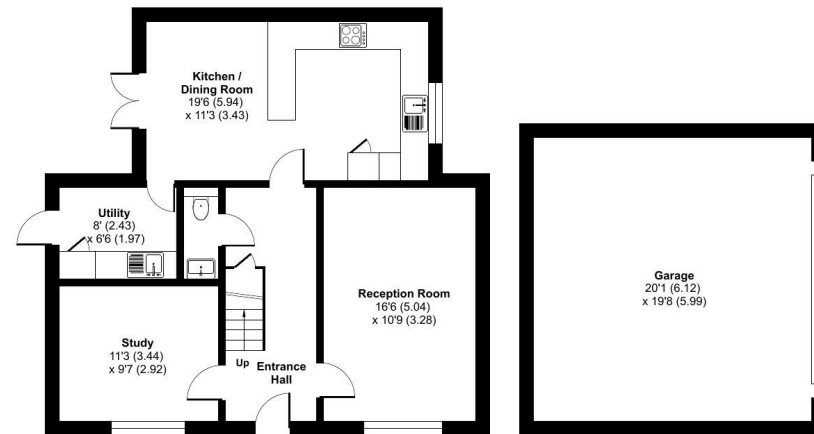 Kitchen /
Dining Room
19'6 (5.94)
x 11'3 (3.43)
Utility
8' (2.43)
x 6'6 (1.97)
Study
11'3 (3.44)
x 9'7 (2.92)
Up
Entrance
Hall
Reception Room
16'6 (5.04)
x 10'9 (3.28)
Garage
20'1 (6.12)
x 19'8 (5.99)